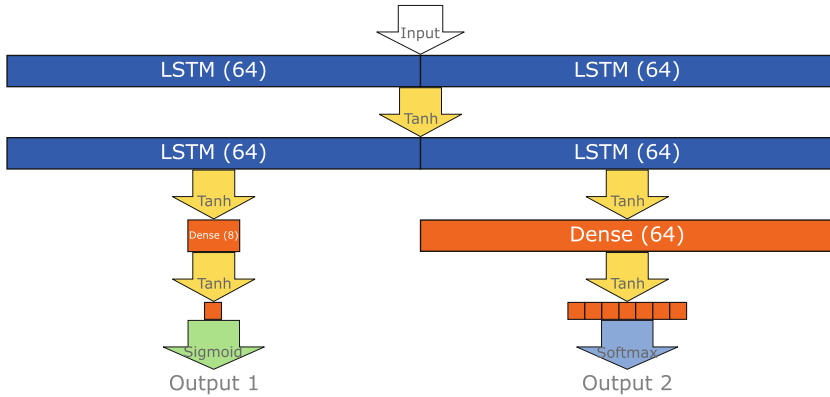 Input
LSTM (64) LSTM (64)
Tanh
LSTM (64) LSTM (64)
Tanh Tanh
Dense (8) Dense (64)
Tanh Tanh
Sigmoid Softmax
Output 1 Output 2